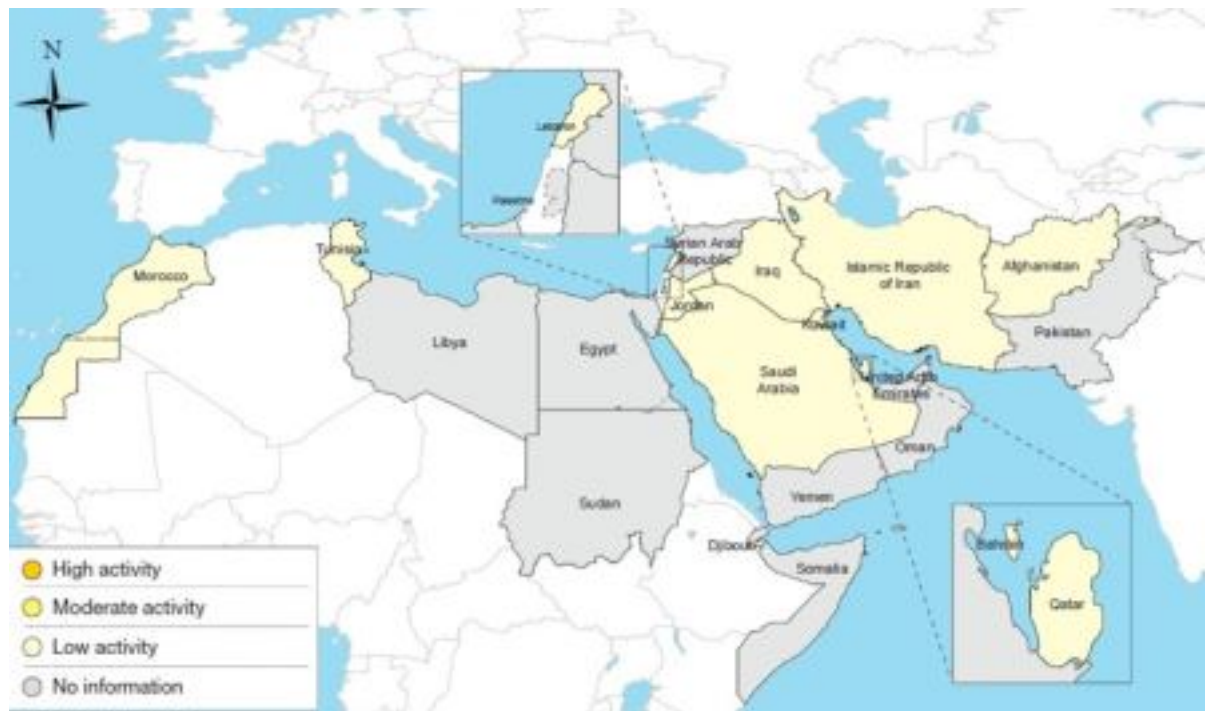 N
Lebanon
Palestine
Tunisia
Morocco
Syrian Arab
Republic
Iraq
Islamic Republic
of Iran
Afghanistan
Jordan
Kuwait
Pakistan
Libya
Egypt
Saudi
Arabia
United Arab
Emirates
Oman
Sudan
Yemen
Djibouti
Somalia
Bahrain
Qatar
High activity
Moderate activity
Low activity
No information